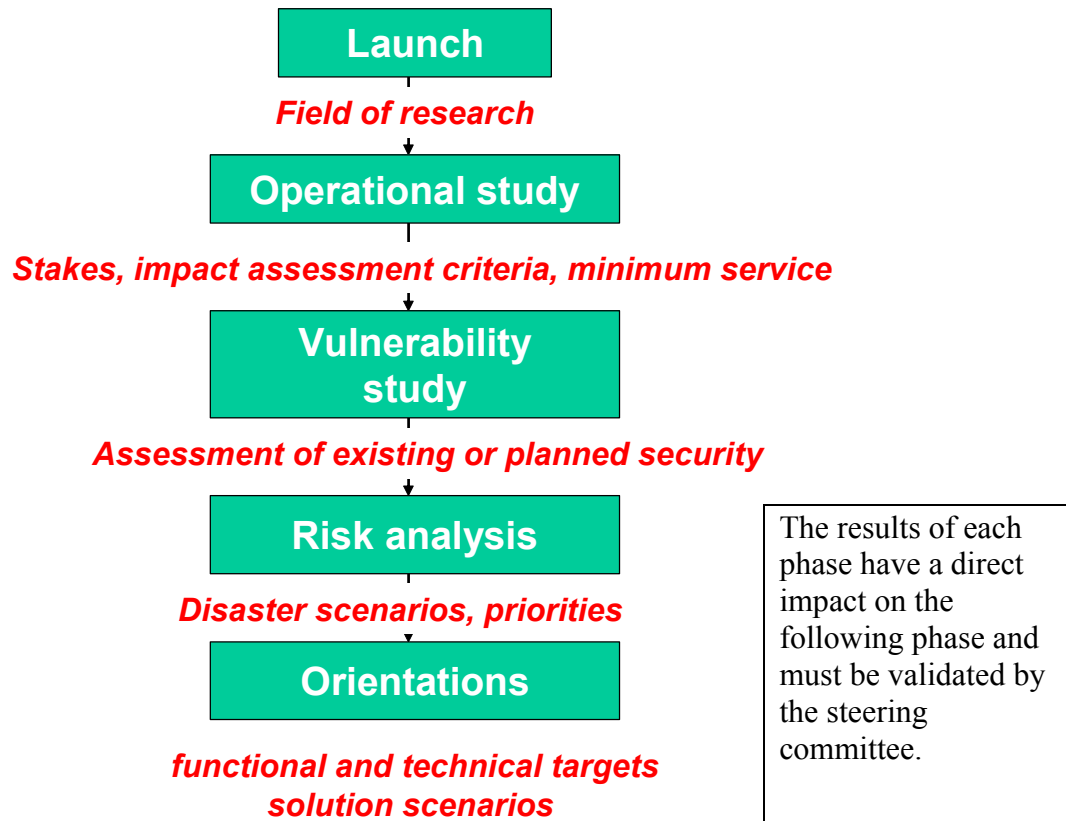 Launch
Field of research
Operational study
Stakes, impact assessment criteria, minimum service
Vulnerability
study
Assessment of existing or planned security
Risk analysis
Disaster scenarios, priorities
Orientations
functional and technical targets
solution scenarios
The results of each
phase have a direct
impact on the
following phase and
must be validated by
the steering
committee.